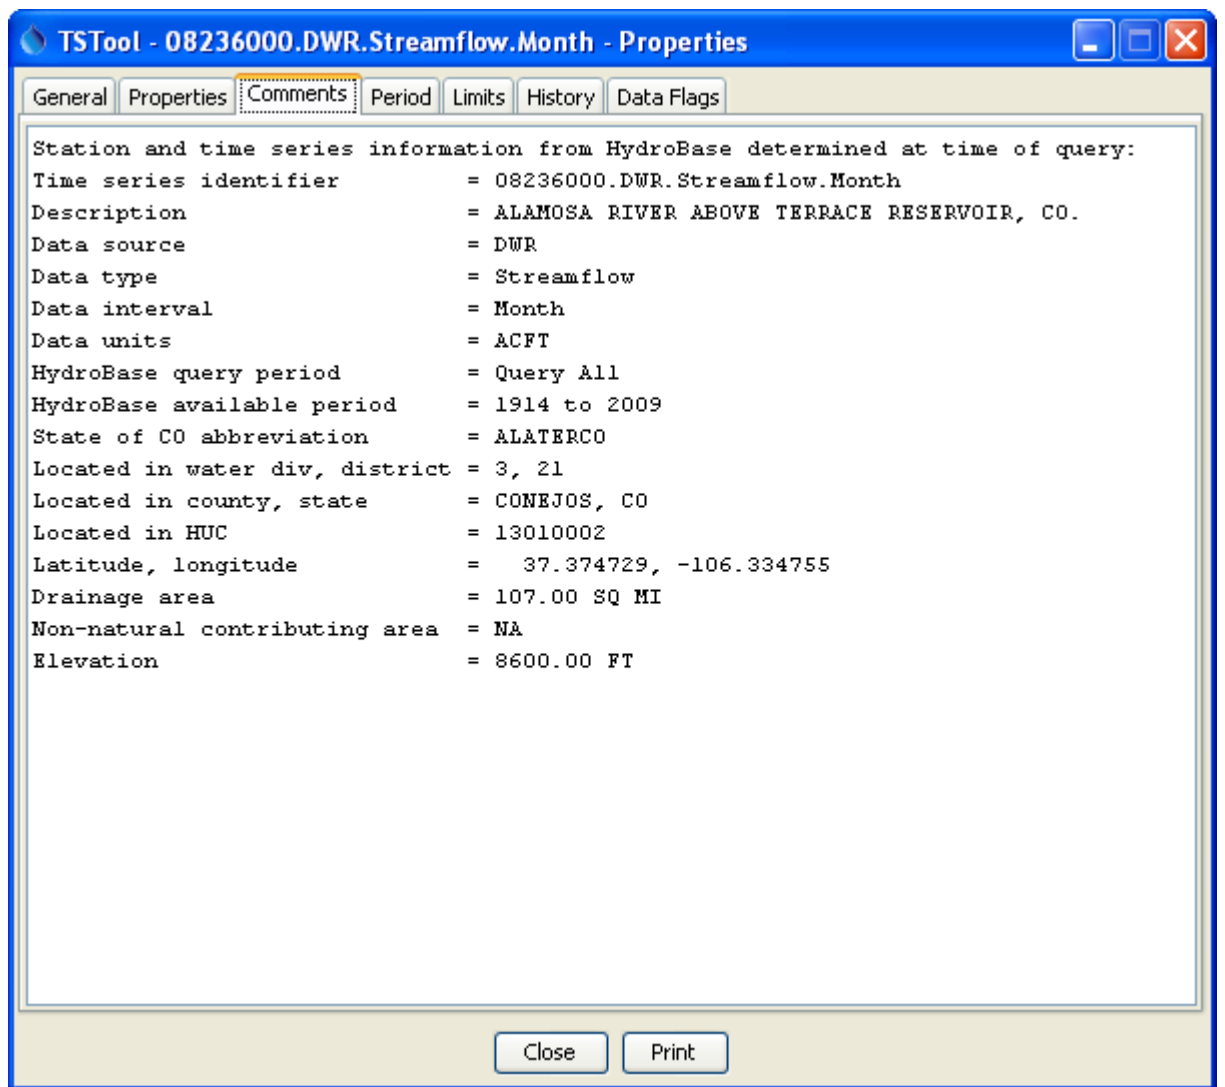 TSTool - 08236000.DWR.Streamflow.Month - Properties
General Properties Comments Period Limits History Data Flags
Station and time series information from HydroBase determined at time of query:
Time series identifier = 08236000.DWR.Streamflow.Month
Description = ALAMOSA RIVER ABOVE TERRACE RESERVOIR, CO.
Data source = DWR
Data type = Streamflow
Data interval = Month
Data units = ACFT
HydroBase query period = Query All
HydroBase available period = 1914 to 2009
State of CO abbreviation = ALATERCO
Located in water div, district = 3, 21
Located in county, state = CONEJOS, CO
Located in HUC = 13010002
Latitude, longitude = 37.374729, -106.334755
Drainage area = 107.00 SQ MI
Non-natural contributing area = NA
Elevation = 8600.00 FT
Close Print